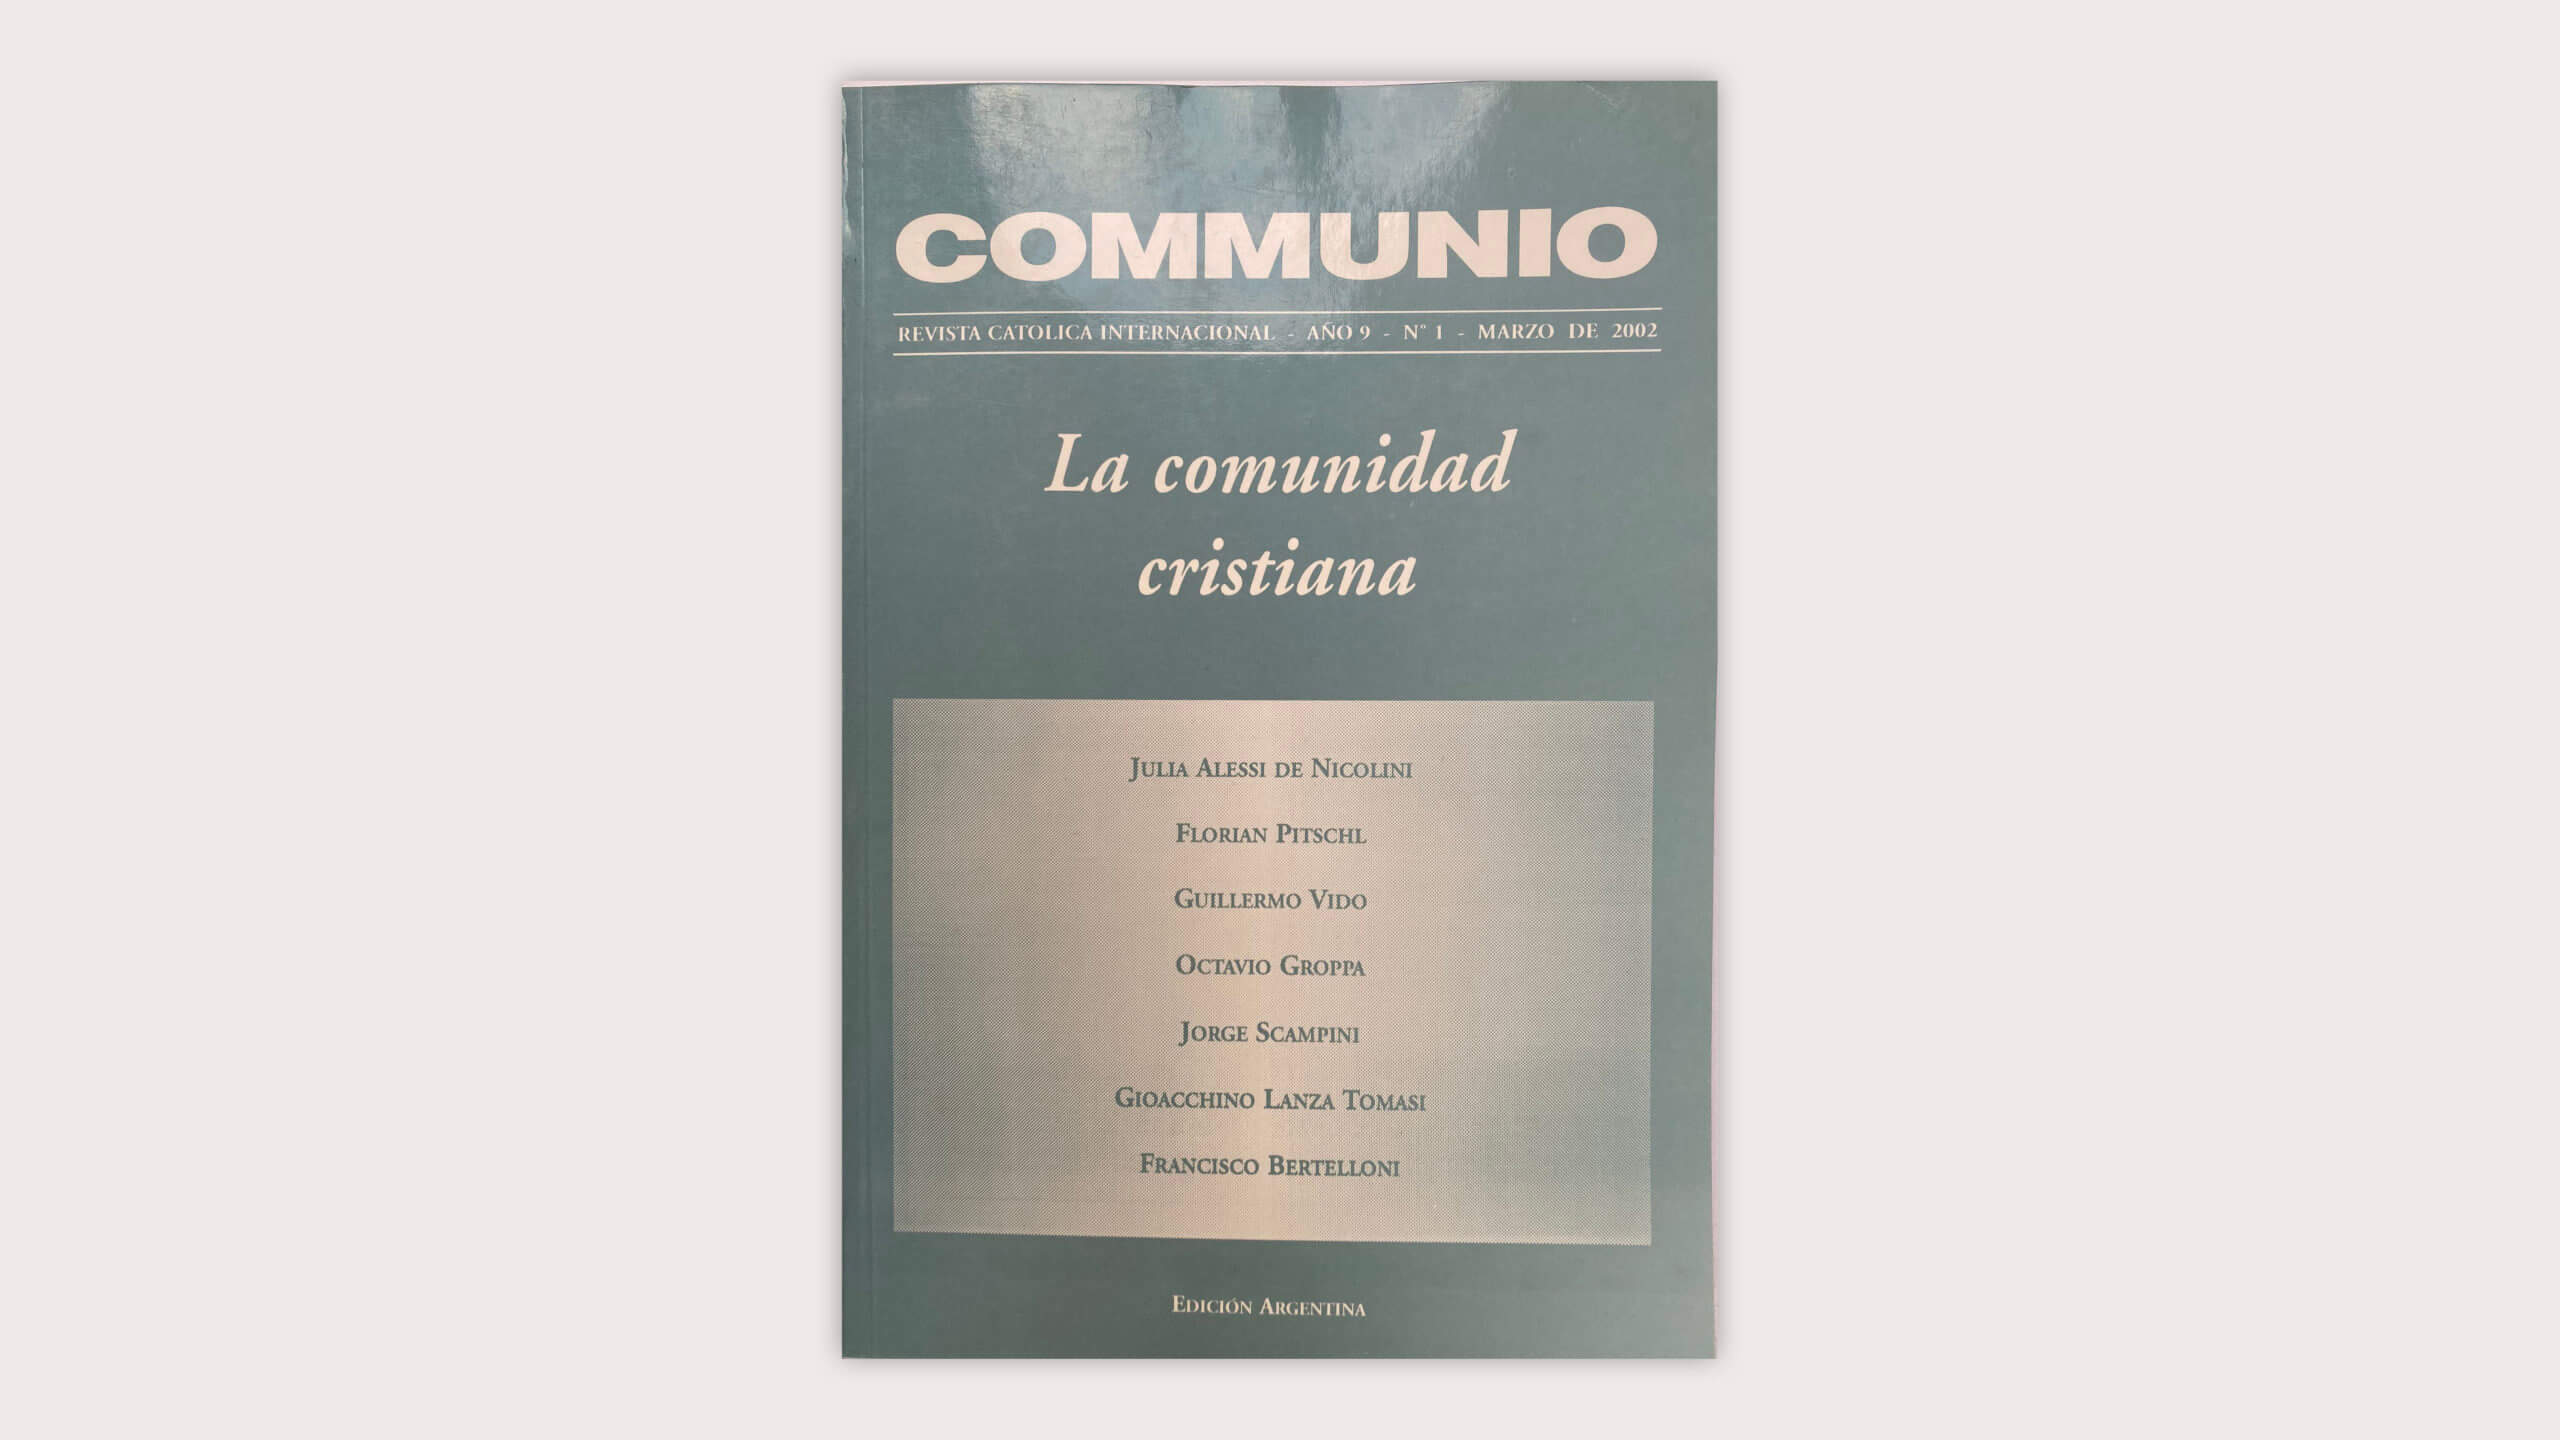 COMMUNIO
REVISTA CATOLICA INTERNACIONAL - AÑO 9 - N° 1 - MARZO DE 2002
La comunidad
cristiana
JULIA ALESSI DE NICOLINI
FLORIAN PITSCHL
GUILLERMO VIDO
OCTAVIO GROPPA
JORGE SCAMPINI
GIOACCHINO LANZA TOMASI
FRANCISCO BERTELLONI
EDICIÓN ARGENTINA